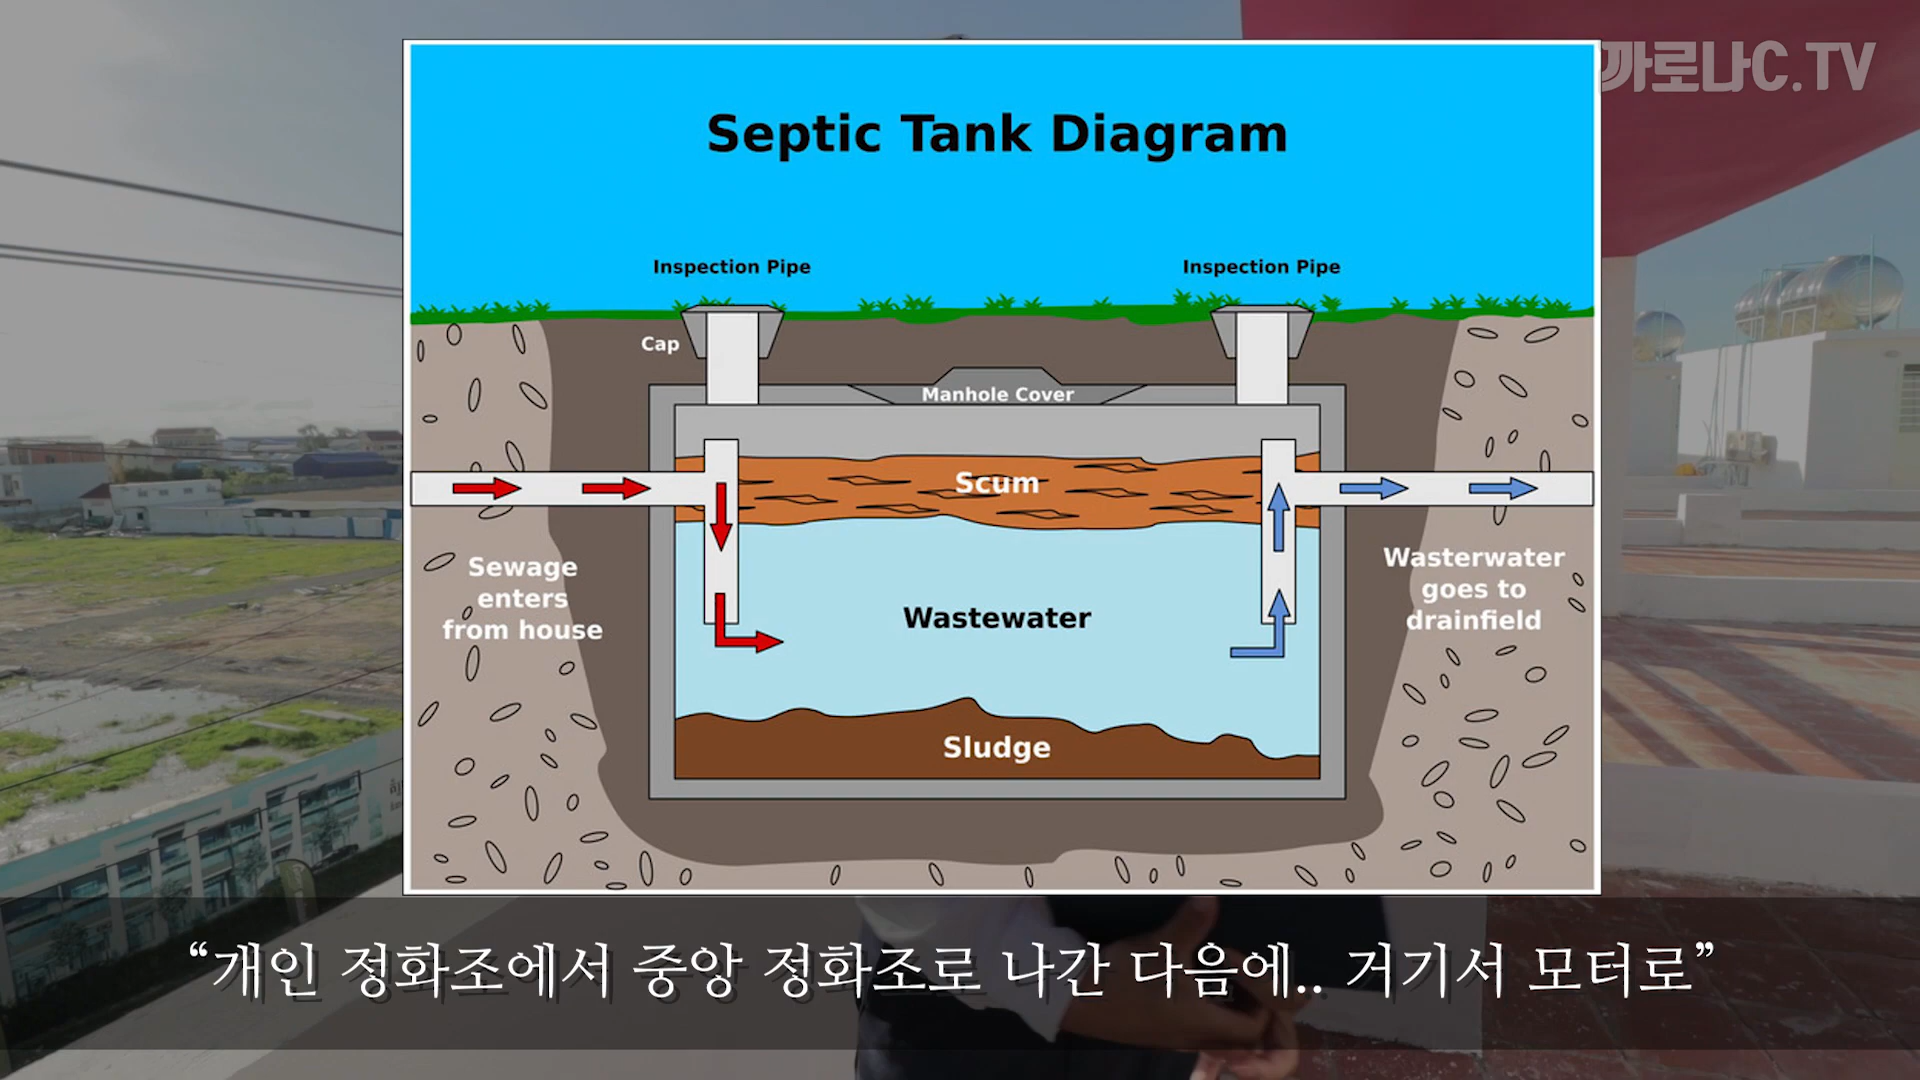 까로나C.TV
Septic Tank Diagram
Inspection Pipe
Inspection Pipe
Cap
Manhole Cover
Scum
Sewage
enters
from house
Wastewater
Wasterwater
goes to
drainfield
Sludge
“개인 정화조에서 중앙 정화조로 나간 다음에.. 거기서 모터로”